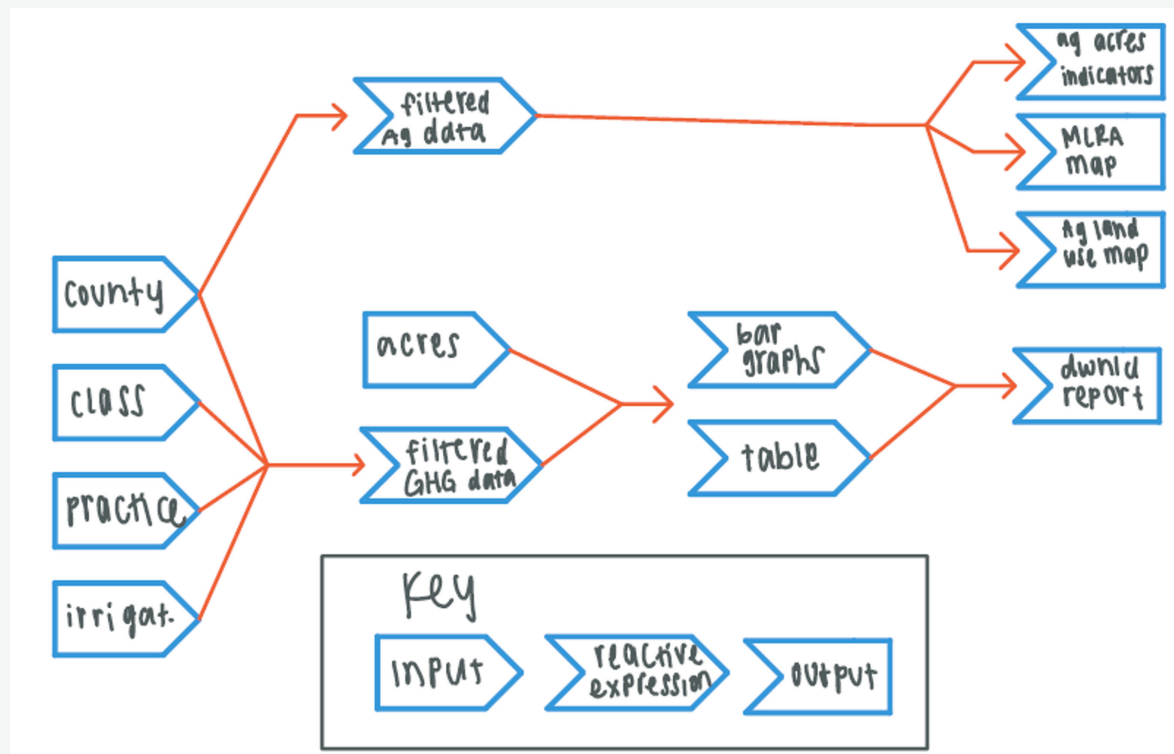 county
class
practice
irrigat.
filtered
Ag data
acres
filtered
GHG data
bar
graphs
table
ag acres
indicators
MLRA
map
Ag land
use map
dwnld
report
Key
input
reactive
expression
output